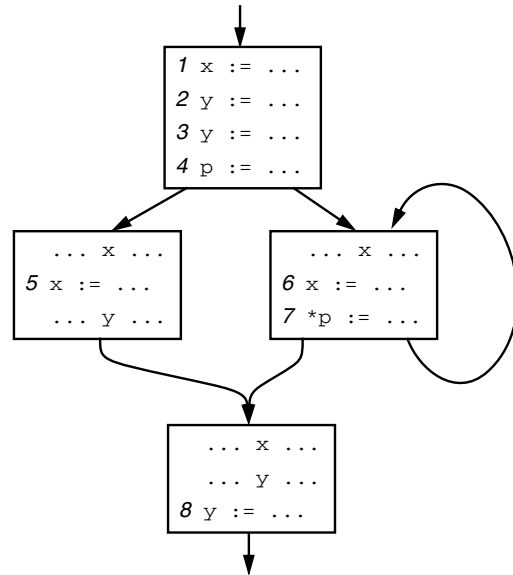 1 x := ...
2 y := ...
3 y := ...
4 p := ...
... x ...
5 x := ...
... y ...
... x ...
6 x := ...
7 *p := ...
... x ...
... y ...
8 y := ...